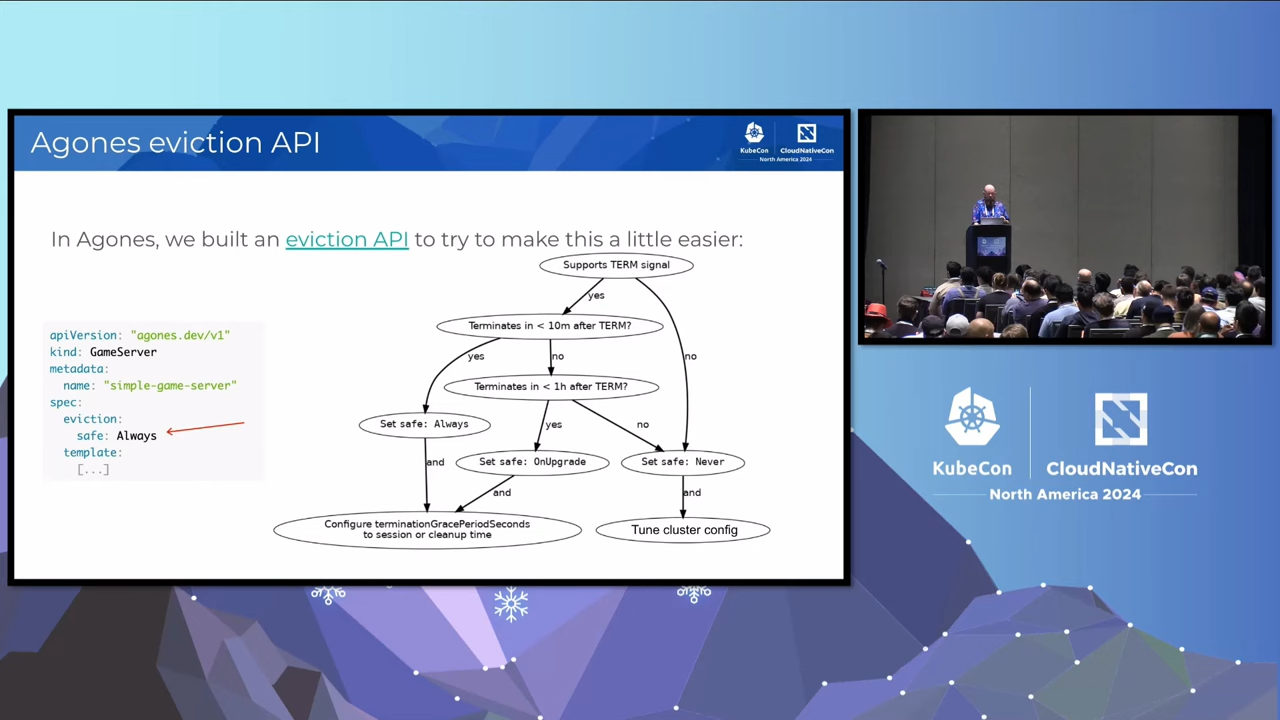 Agones eviction API
KubeCon
CloudNativeCon
North America 2024
In Agones, we built an eviction API to try to make this a little easier:
apiVersion: "agones.dev/v1"
kind: GameServer
metadata:
name: "simple-game-server"
spec:
eviction:
safe: Always
template:
[...]
Supports TERM signal
yes
no
Terminates in < 10m after TERM?
yes
no
Terminates in < 1h after TERM?
yes
no
Set safe: Always
Set safe: OnUpgrade
Set safe: Never
and
and
and
Configure terminationGracePeriodSeconds
to session or cleanup time
Tune cluster config
KubeCon
CloudNativeCon
North America 2024